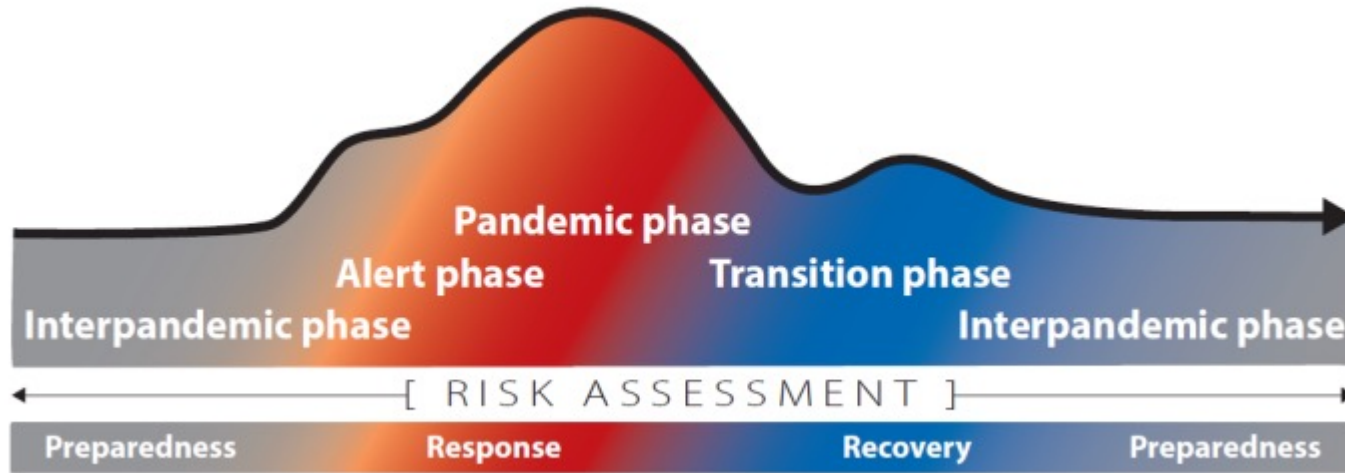 Pandemic phase
Alert phase
Transition phase
Interpandemic phase
Interpandemic phase
[ RISK ASSESSMENT ]
Preparedness
Response
Recovery
Preparedness